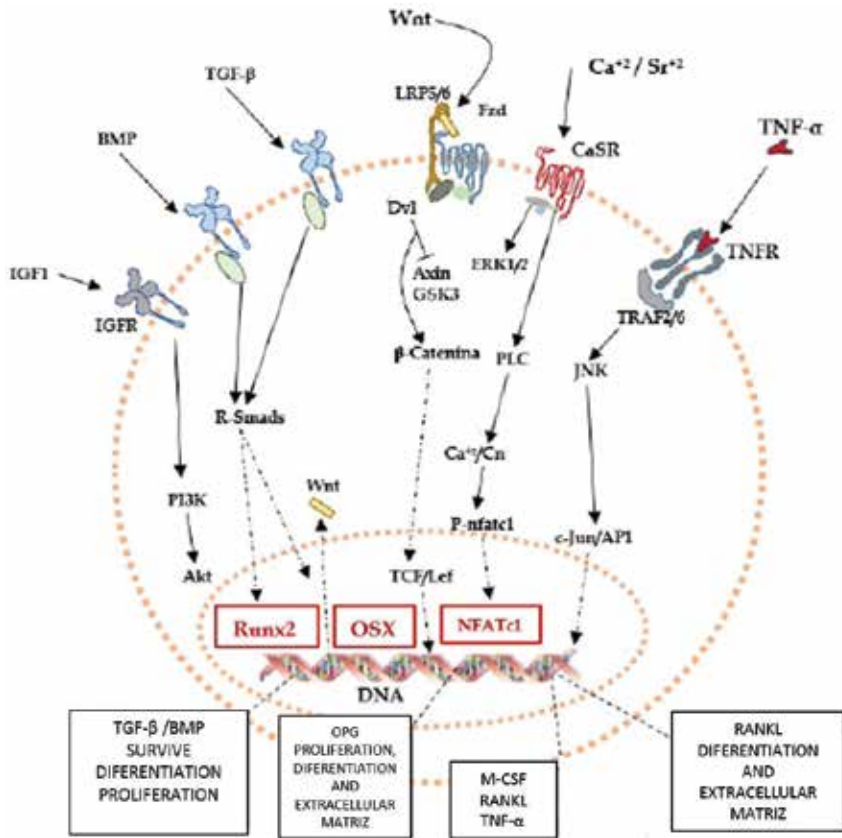 Wnt
TGF-β
Ca⁺²/ Sr⁺²
LRP5/6
Fzd
TNF-α
BMP
CaSR
Dvl
TNFR
IGF1
Axin
GSK3
ERK1/2
IGFR
TRAF2/6
β-Catenina
PLC
JNK
R-Smads
Ca⁺²/Cn
Wnt
PI3K
P-nfatc1
c-Jun/AP1
Akt
TCF/Lef
Runx2
OSX
NFATc1
DNA
TGF-β /BMP
SURVIVE
DIFERENTIATION
PROLIFERATION
OPG
PROLIFERATION,
DIFERENTIATION
AND
EXTRACELLULAR
MATRIZ
M-CSF
RANKL
TNF-α
RANKL
DIFERENTIATION
AND
EXTRACELLULAR
MATRIZ